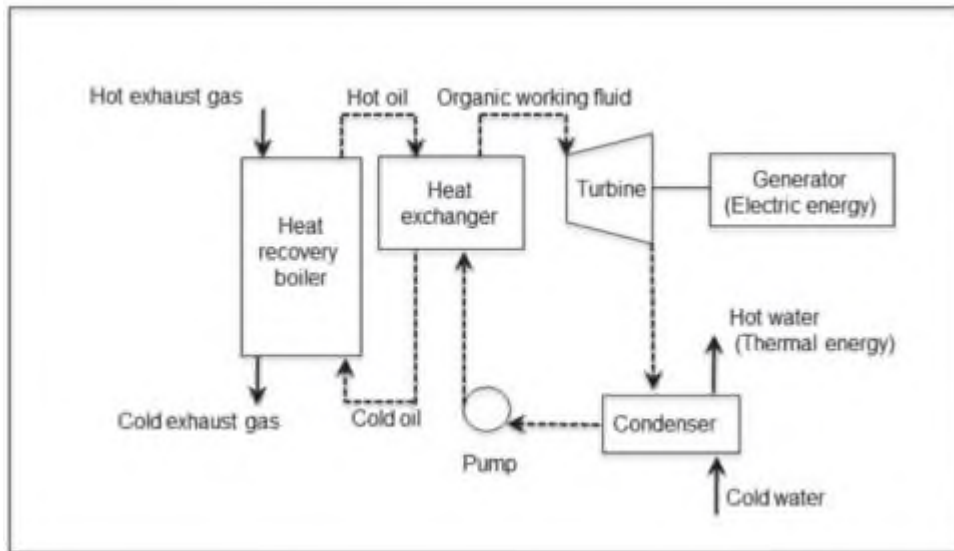 Hot exhaust gas
Hot oil
Organic working fluid
Heat
recovery
boiler
Heat
exchanger
Turbine
Generator
(Electric energy)
Hot water
(Thermal energy)
Cold exhaust gas
Cold oil
Pump
Condenser
Cold water